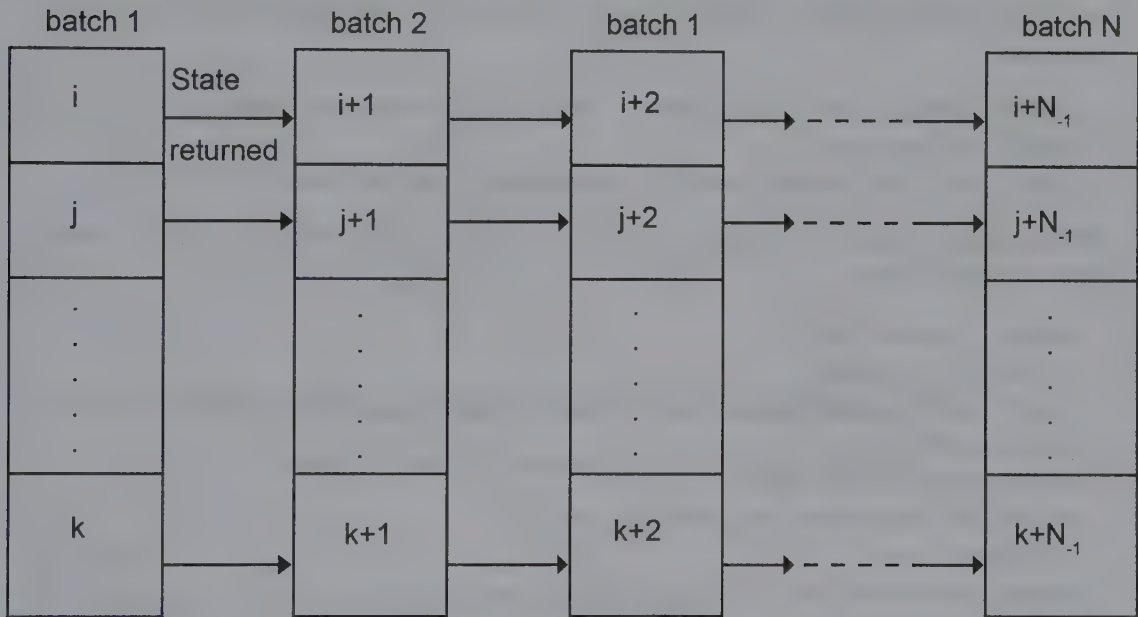 batch 1 batch 2 batch 1 batch N
i State returned i+1 i+2 i+N-1
j j+1 j+2 j+N-1
k k+1 k+2 k+N-1